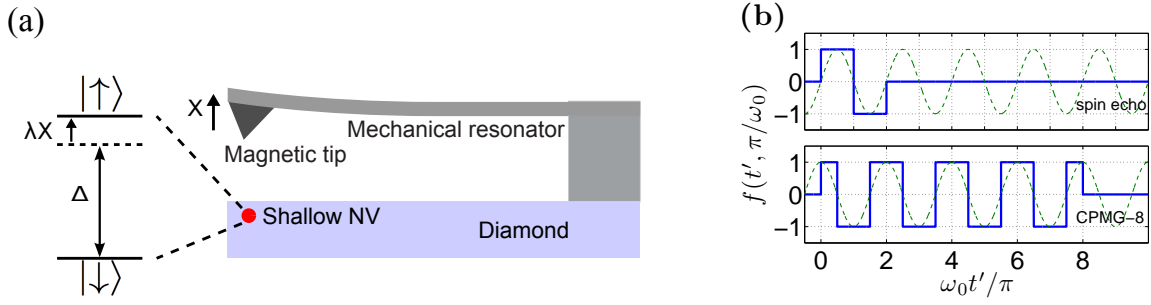 (a)
|↑⟩
λX
Δ
|↓⟩
X
Magnetic tip
Mechanical resonator
Shallow NV
Diamond
(b)
f(t′, π/ω₀)
1
0
−1
spin echo
1
0
−1
CPMG−8
0 2 4 6 8
ω₀t′/π